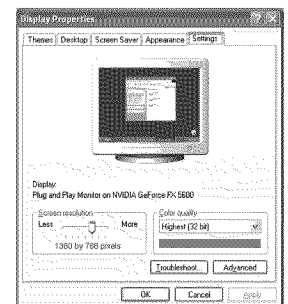 Display Properties
Themes Desktop Screen Saver Appearance Settings
Display:
Plug and Play Monitor on NVIDIA GeForce FX 5600
Screen resolution
Less More
1360 by 768 pixels
Color quality
Highest (32 bit)
Troubleshoot... Advanced
OK Cancel Apply